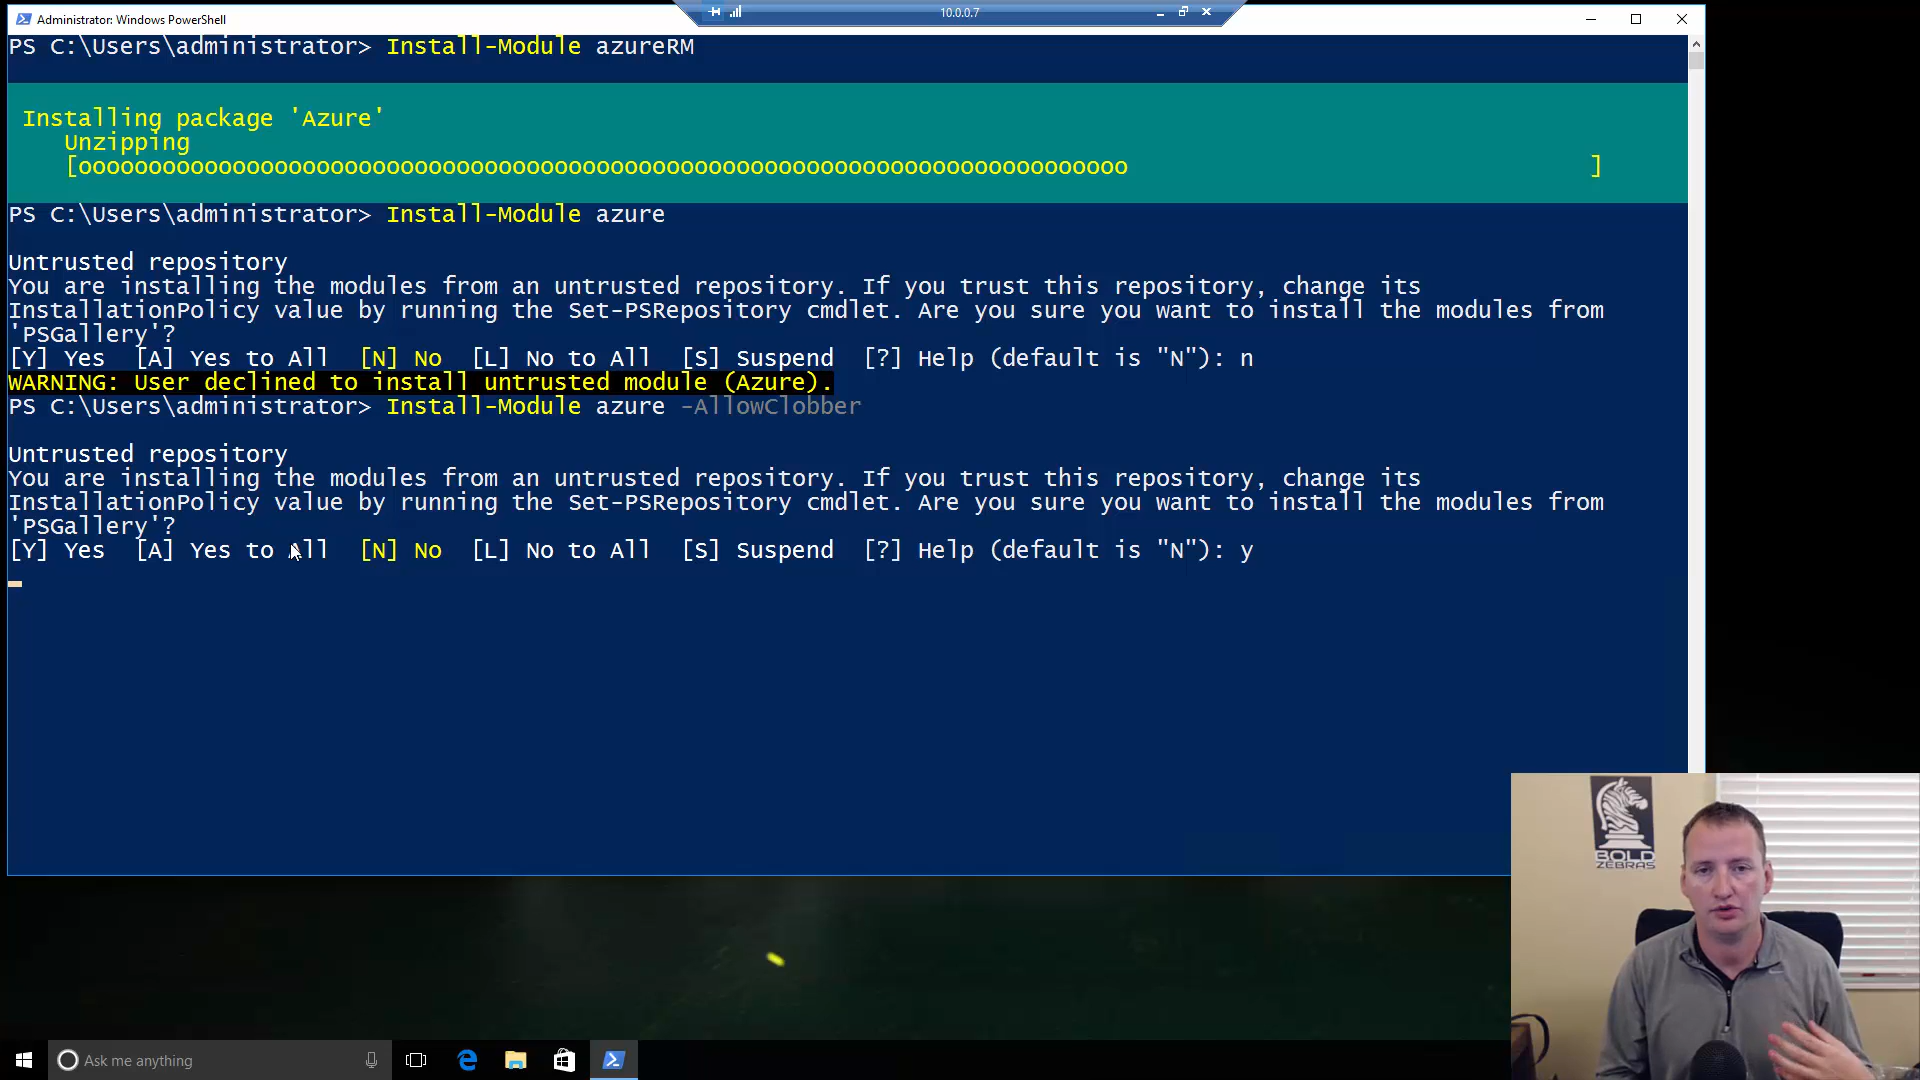 Administrator: Windows PowerShell
10.0.0.7
PS C:\Users\administrator> Install-Module azureRM
Installing package 'Azure'
Unzipping
[ooooooooooooooooooooooooooooooooooooooooooooooooooooooooooooooooooooooooooo ]
PS C:\Users\administrator> Install-Module azure
Untrusted repository
You are installing the modules from an untrusted repository. If you trust this repository, change its
InstallationPolicy value by running the Set-PSRepository cmdlet. Are you sure you want to install the modules from
'PSGallery'?
[Y] Yes [A] Yes to All [N] No [L] No to All [S] Suspend [?] Help (default is "N"): n
WARNING: User declined to install untrusted module (Azure).
PS C:\Users\administrator> Install-Module azure -AllowClobber
Untrusted repository
You are installing the modules from an untrusted repository. If you trust this repository, change its
InstallationPolicy value by running the Set-PSRepository cmdlet. Are you sure you want to install the modules from
'PSGallery'?
[Y] Yes [A] Yes to All [N] No [L] No to All [S] Suspend [?] Help (default is "N"): y
BOLD
ZEBRAS
Ask me anything